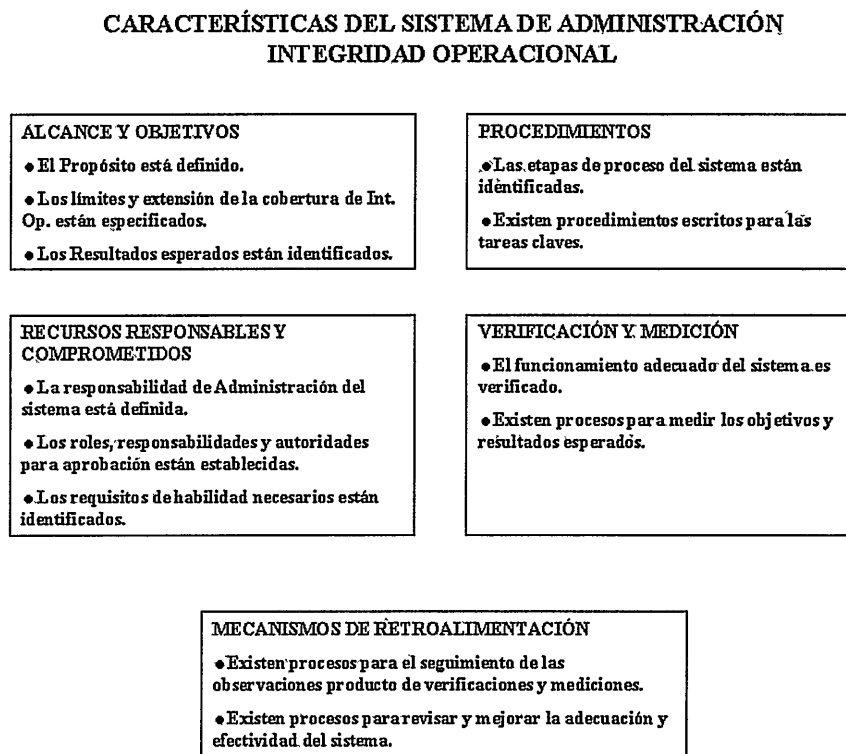 CARACTERÍSTICAS DEL SISTEMA DE ADMINISTRACIÓN
INTEGRIDAD OPERACIONAL
ALCANCE Y OBJETIVOS
● El Propósito está definido.
● Los límites y extensión de la cobertura de Int.
Op. están especificados.
● Los Resultados esperados están identificados.
PROCEDIMIENTOS
● Las etapas de proceso del sistema están
identificadas.
● Existen procedimientos escritos para las
tareas claves.
RECURSOS RESPONSABLES Y
COMPROMETIDOS
● La responsabilidad de Administración del
sistema está definida.
● Los roles, responsabilidades y autoridades
para aprobación están establecidas.
● Los requisitos de habilidad necesarios están
identificados.
VERIFICACIÓN Y MEDICIÓN
● El funcionamiento adecuado del sistema es
verificado.
● Existen procesos para medir los objetivos y
resultados esperados.
MECANISMOS DE RETROALIMENTACIÓN
● Existen procesos para el seguimiento de las
observaciones producto de verificaciones y mediciones.
● Existen procesos para revisar y mejorar la adecuación y
efectividad del sistema.